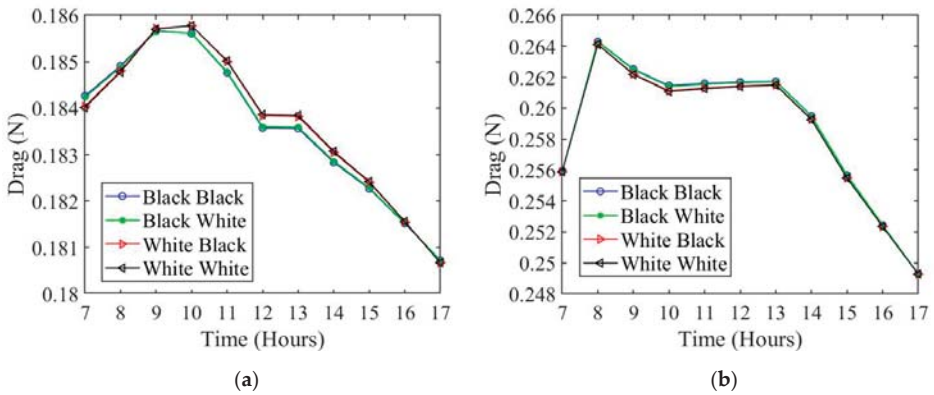 0.186
0.185
0.184
0.183
0.182
0.181
0.18
Drag (N)
Black Black
Black White
White Black
White White
7 8 9 10 11 12 13 14 15 16 17
Time (Hours)
(a)
0.266
0.264
0.262
0.26
0.258
0.256
0.254
0.252
0.25
0.248
Drag (N)
Black Black
Black White
White Black
White White
7 8 9 10 11 12 13 14 15 16 17
Time (Hours)
(b)